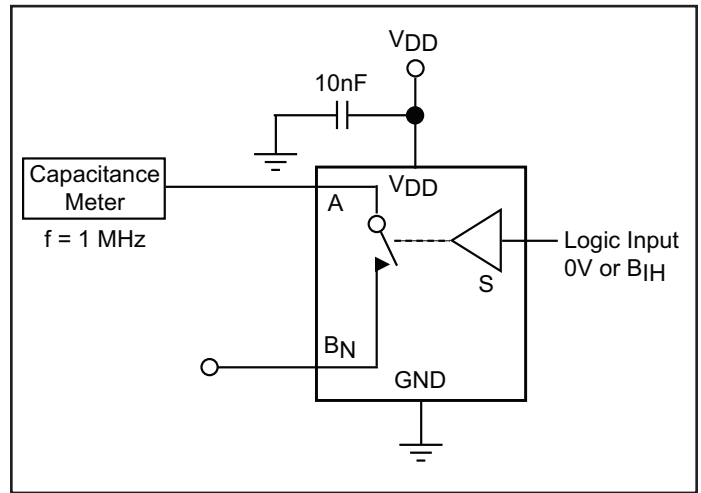 VDD
10nF
Capacitance
Meter
f = 1 MHz
VDD
A
Logic Input
0V or BIH
S
BN
GND